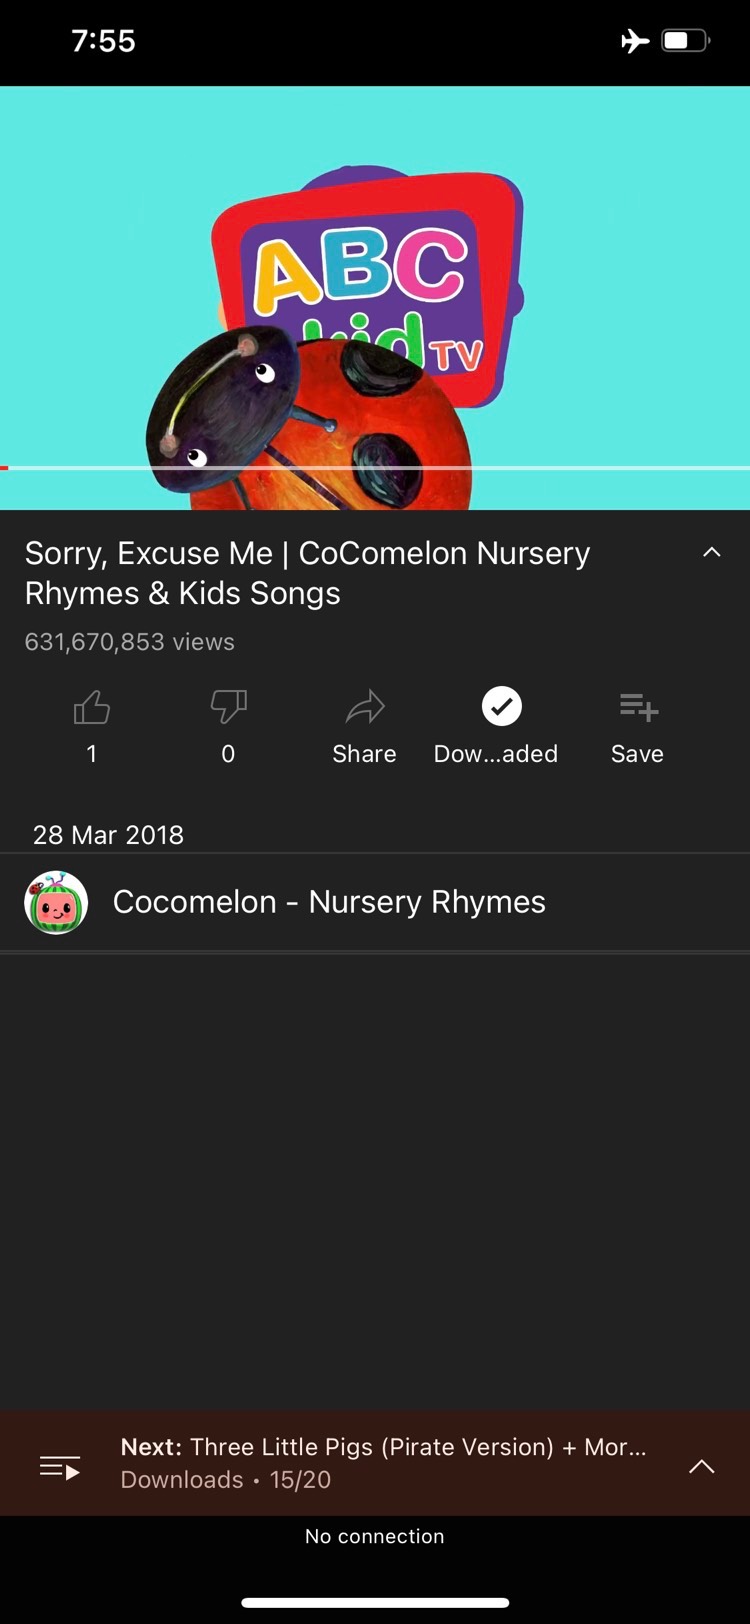 7:55
ABC
kid TV
Sorry, Excuse Me | CoComelon Nursery
Rhymes & Kids Songs
631,670,853 views
1
0
Share
Dow...aded
Save
28 Mar 2018
Cocomelon - Nursery Rhymes
Next: Three Little Pigs (Pirate Version) + Mor...
Downloads • 15/20
No connection